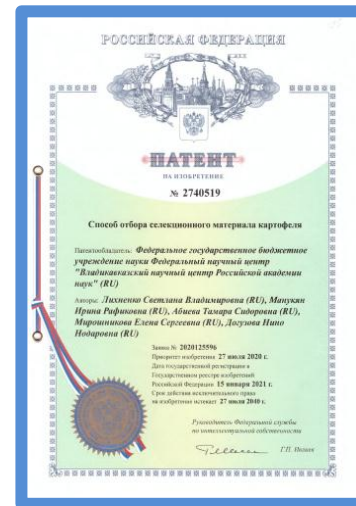 РОССИЙСКАЯ ФЕДЕРАЦИЯ
ПАТЕНТ
НА ИЗОБРЕТЕНИЕ
№ 2740519
Способ отбора селекционного материала картофеля
Патентообладатель: Федеральное государственное бюджетное
учреждение науки Федеральный научный центр
"Владикавказский научный центр Российской академии
наук" (RU)
Авторы: Лихненко Светлана Владимировна (RU), Манукян
Ирина Рафиковна (RU), Абиева Тамара Сидоровна (RU),
Мирошникова Елена Сергеевна (RU), Догузова Нино
Нодаровна (RU)
Заявка № 2020125596
Приоритет изобретения 27 июля 2020 г.
Дата государственной регистрации в
Государственном реестре изобретений
Российской Федерации 15 января 2021 г.
Срок действия исключительного права
на изобретение истекает 27 июля 2040 г.
Руководитель Федеральной службы
по интеллектуальной собственности
Г.П. Ивлиев